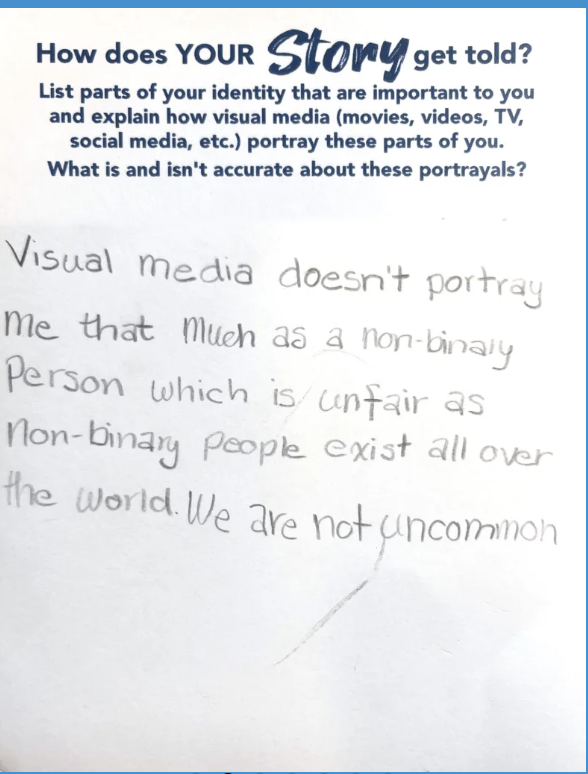 How does YOUR Story get told?
List parts of your identity that are important to you
and explain how visual media (movies, videos, TV,
social media, etc.) portray these parts of you.
What is and isn't accurate about these portrayals?
Visual media doesn't portray
me that much as a non-binary
Person which is unfair as
non-binary people exist all over
the world. We are not uncommon